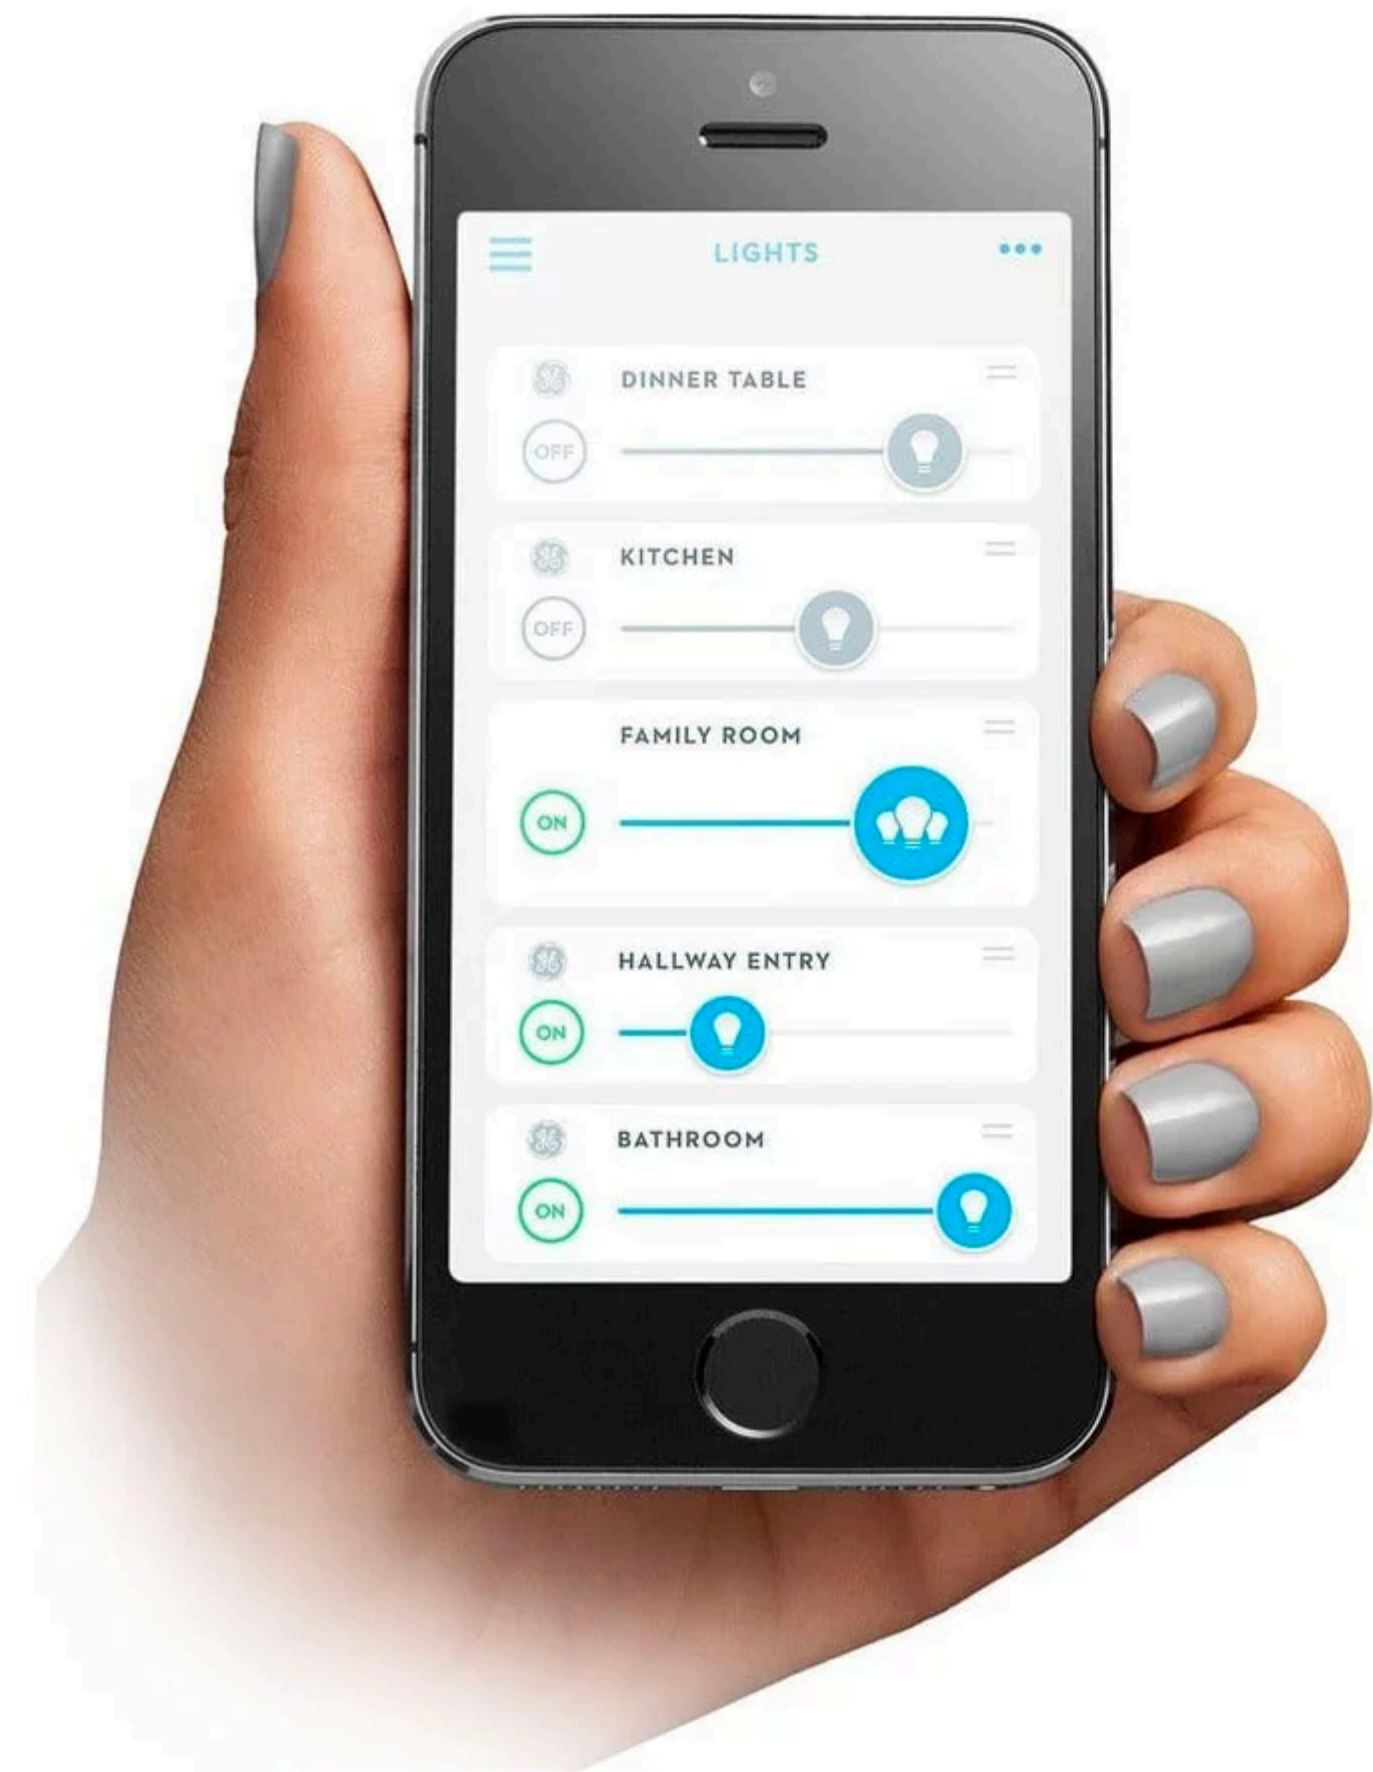 LIGHTS
DINNER TABLE
OFF
KITCHEN
OFF
FAMILY ROOM
ON
HALLWAY ENTRY
ON
BATHROOM
ON